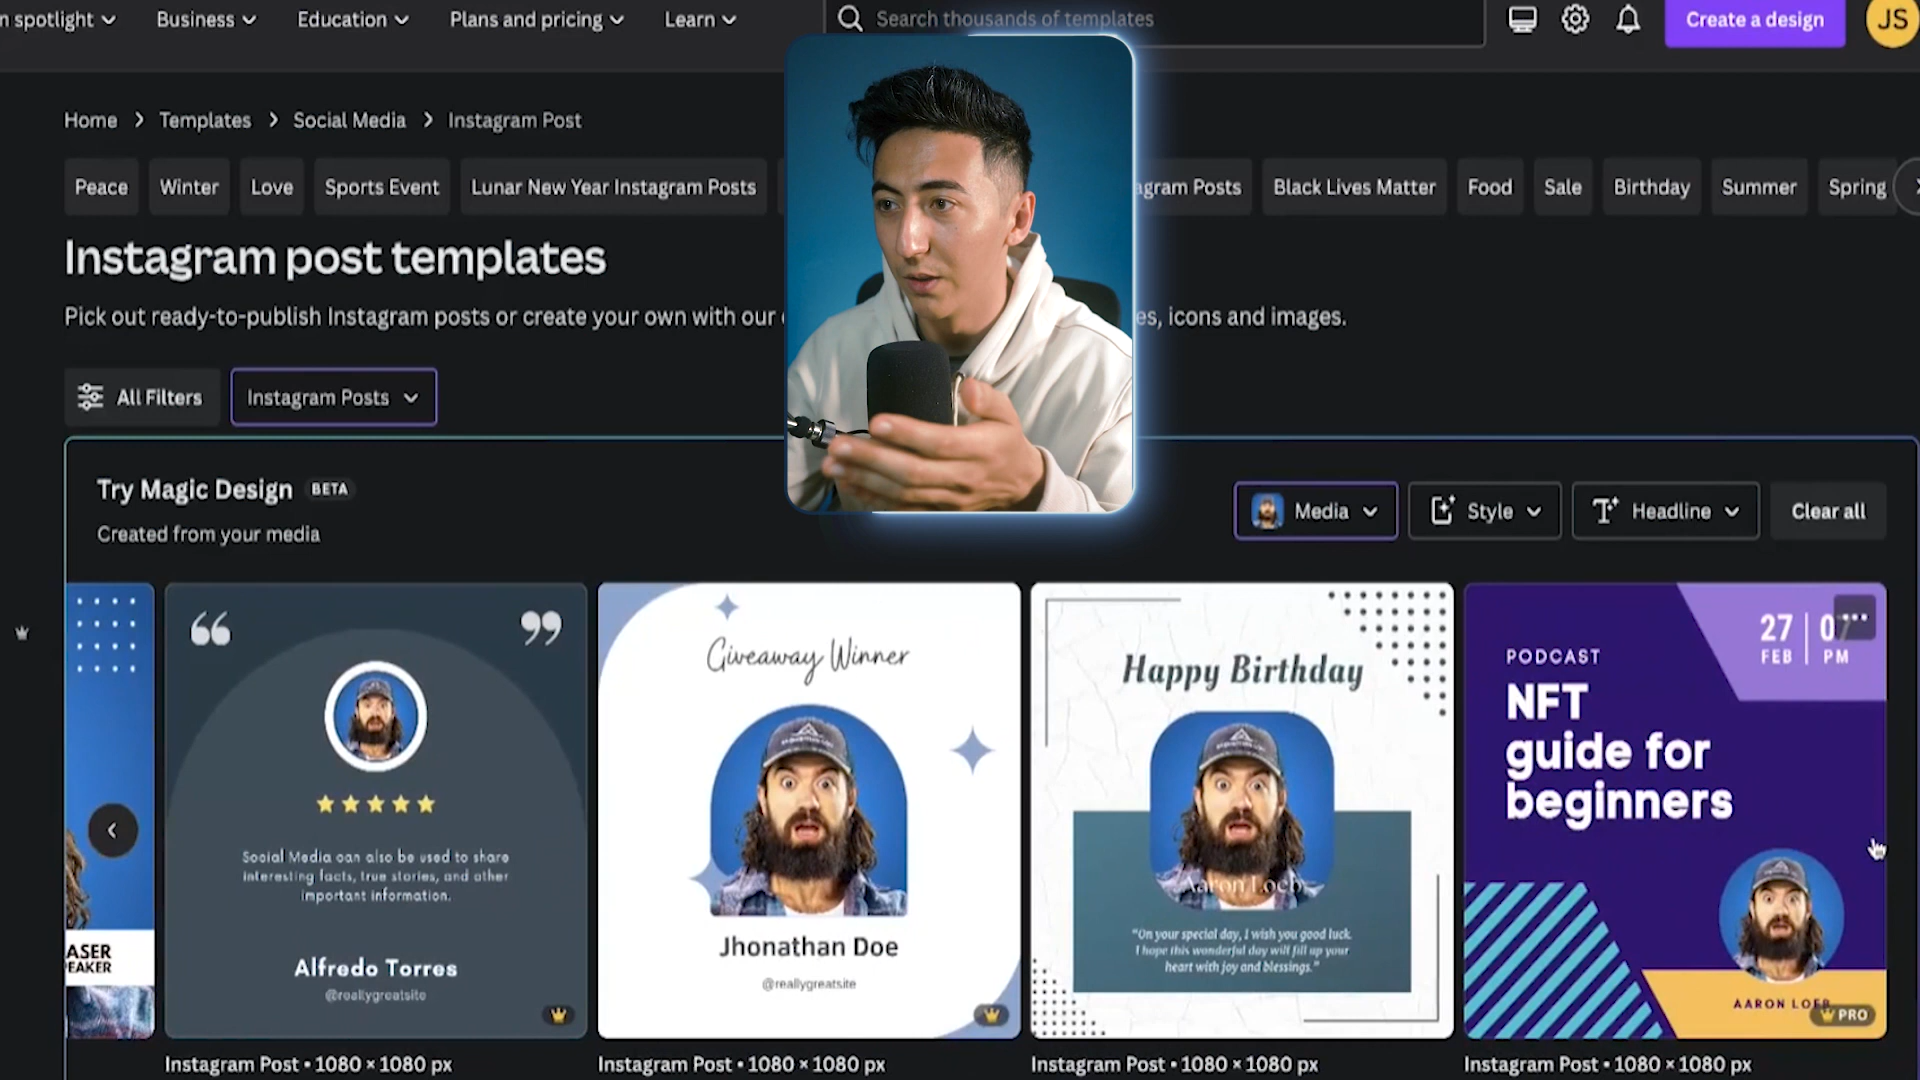 n spotlight
Business
Education
Plans and pricing
Learn
Search thousands of templates
Create a design
JS
Home
Templates
Social Media
Instagram Post
Peace
Winter
Love
Sports Event
Lunar New Year Instagram Posts
agram Posts
Black Lives Matter
Food
Sale
Birthday
Summer
Spring
Instagram post templates
Pick out ready-to-publish Instagram posts or create your own with our
es, icons and images.
All Filters
Instagram Posts
Try Magic Design BETA
Created from your media
Media
Style
Headline
Clear all
ASER
PEAKER
Social Media can also be used to share
interesting facts, true stories, and other
important information.
Alfredo Torres
@reallygreatsite
Instagram Post • 1080 × 1080 px
Giveaway Winner
Jhonathan Doe
@reallygreatsite
Instagram Post • 1080 × 1080 px
Happy Birthday
Aaron Loeb
"On your special day, I wish you good luck.
I hope this wonderful day will fill up your
heart with joy and blessings."
Instagram Post • 1080 × 1080 px
27 FEB
07 PM
PODCAST
NFT
guide for
beginners
AARON LOEB
PRO
Instagram Post • 1080 × 1080 px